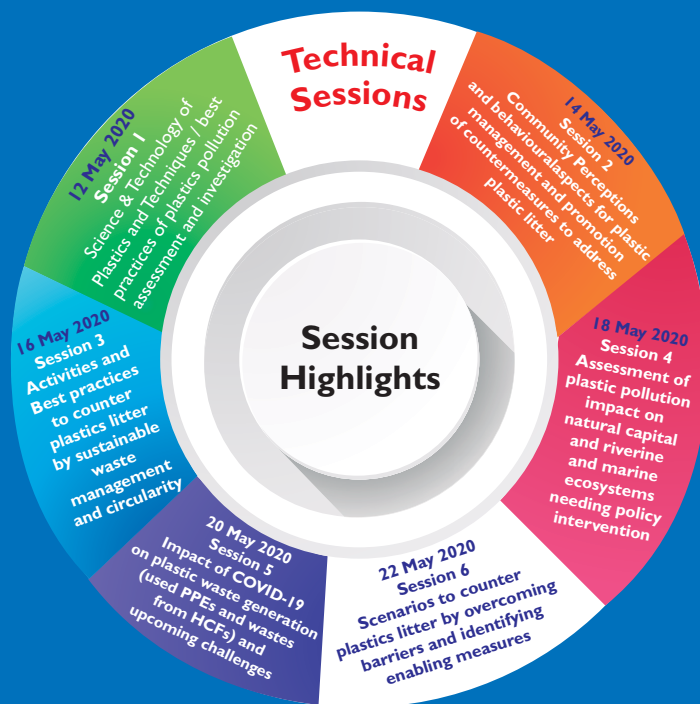 Technical
Sessions
12 May 2020
Session 1
Science & Technology of
Plastics and Techniques / best
practices of plastics pollution
assessment and investigation
14 May 2020
Session 2
Community Perceptions
and behaviouralaspects for plastic
management and promotion
of countermeasures to address
plastic litter
16 May 2020
Session 3
Activities and
Best practices
to counter
plastics litter
by sustainable
waste
management
and circularity
18 May 2020
Session 4
Assessment of
plastic pollution
impact on
natural capital
and riverine
and marine
ecosystems
needing policy
intervention
20 May 2020
Session 5
Impact of COVID-19
on plastic waste generation
(used PPEs and wastes
from HCFs) and
upcoming challenges
22 May 2020
Session 6
Scenarios to counter
plastics litter by overcoming
barriers and identifying
enabling measures
Session
Highlights